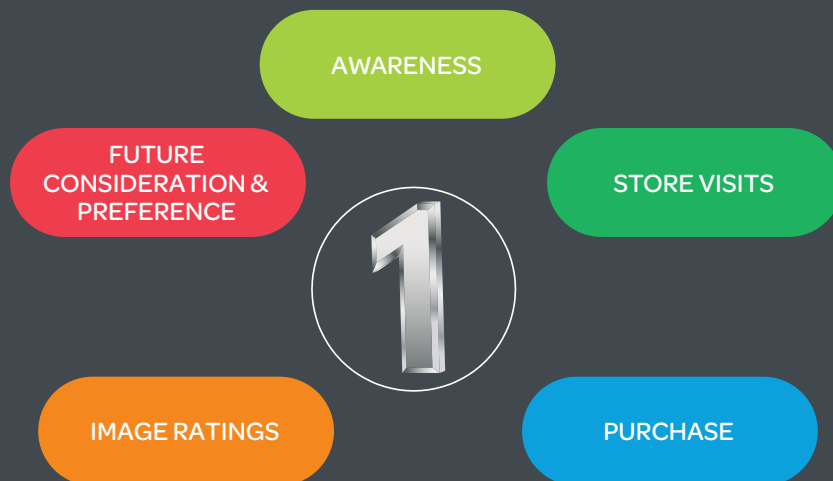 AWARENESS
FUTURE
CONSIDERATION &
PREFERENCE
STORE VISITS
1
IMAGE RATINGS
PURCHASE